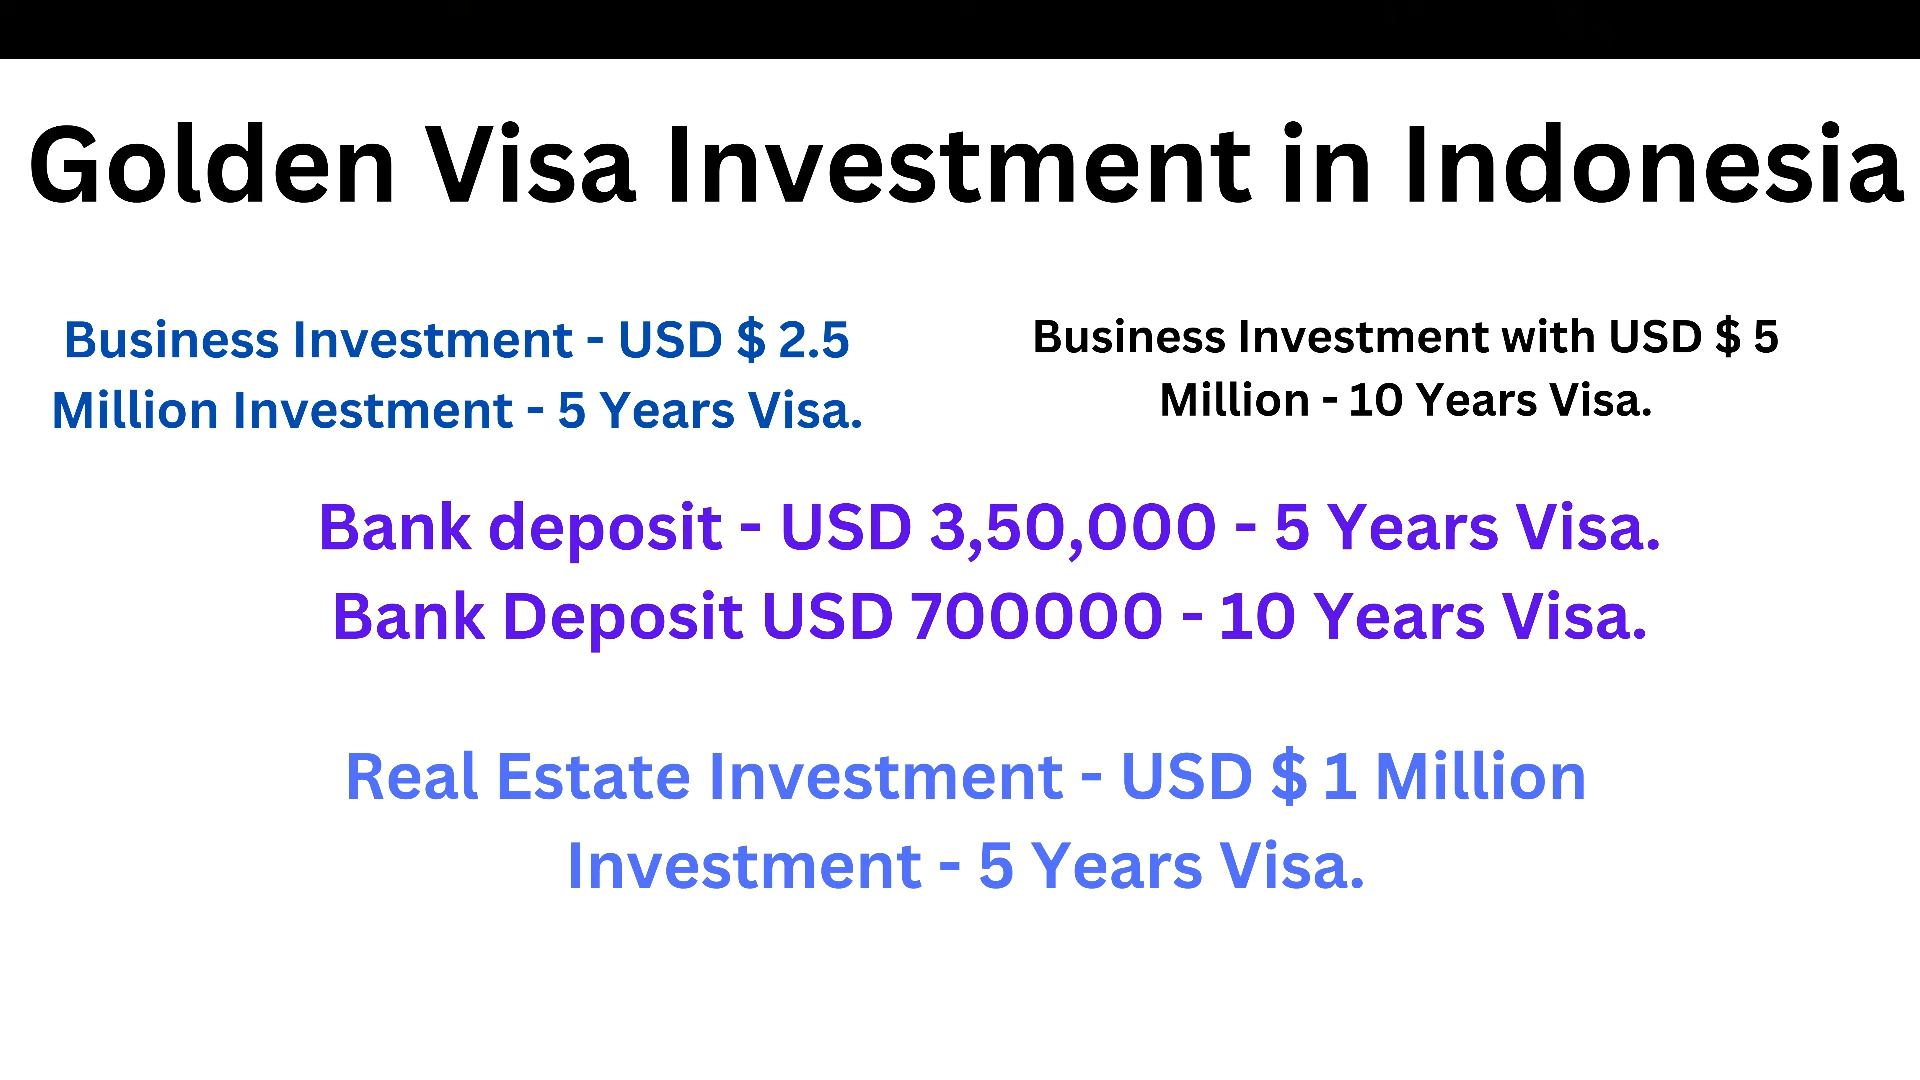 Golden Visa Investment in Indonesia
Business Investment - USD $ 2.5
Million Investment - 5 Years Visa.
Business Investment with USD $ 5
Million - 10 Years Visa.
Bank deposit - USD 3,50,000 - 5 Years Visa.
Bank Deposit USD 700000 - 10 Years Visa.
Real Estate Investment - USD $ 1 Million
Investment - 5 Years Visa.